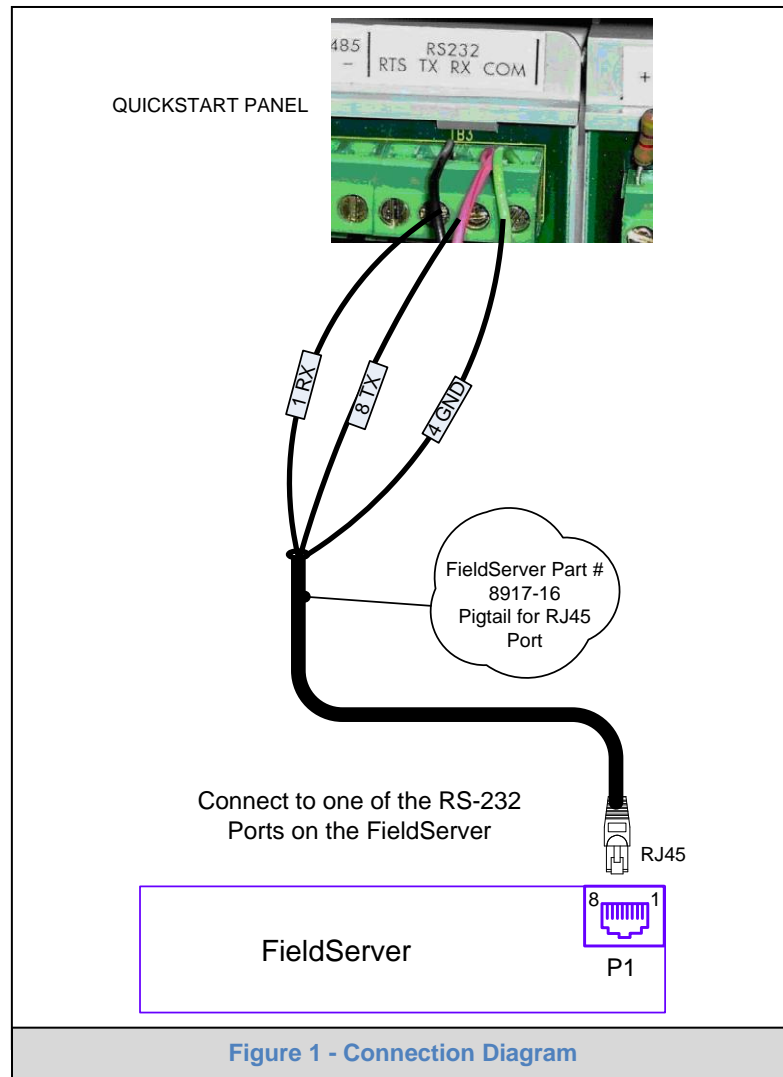 485
–
RS232
RTS TX RX COM
+
QUICKSTART PANEL
TB3
1 RX
8 TX
4 GND
FieldServer Part #
8917-16
Pigtail for RJ45
Port
Connect to one of the RS-232
Ports on the FieldServer
RJ45
8
1
FieldServer
P1
Figure 1 - Connection Diagram